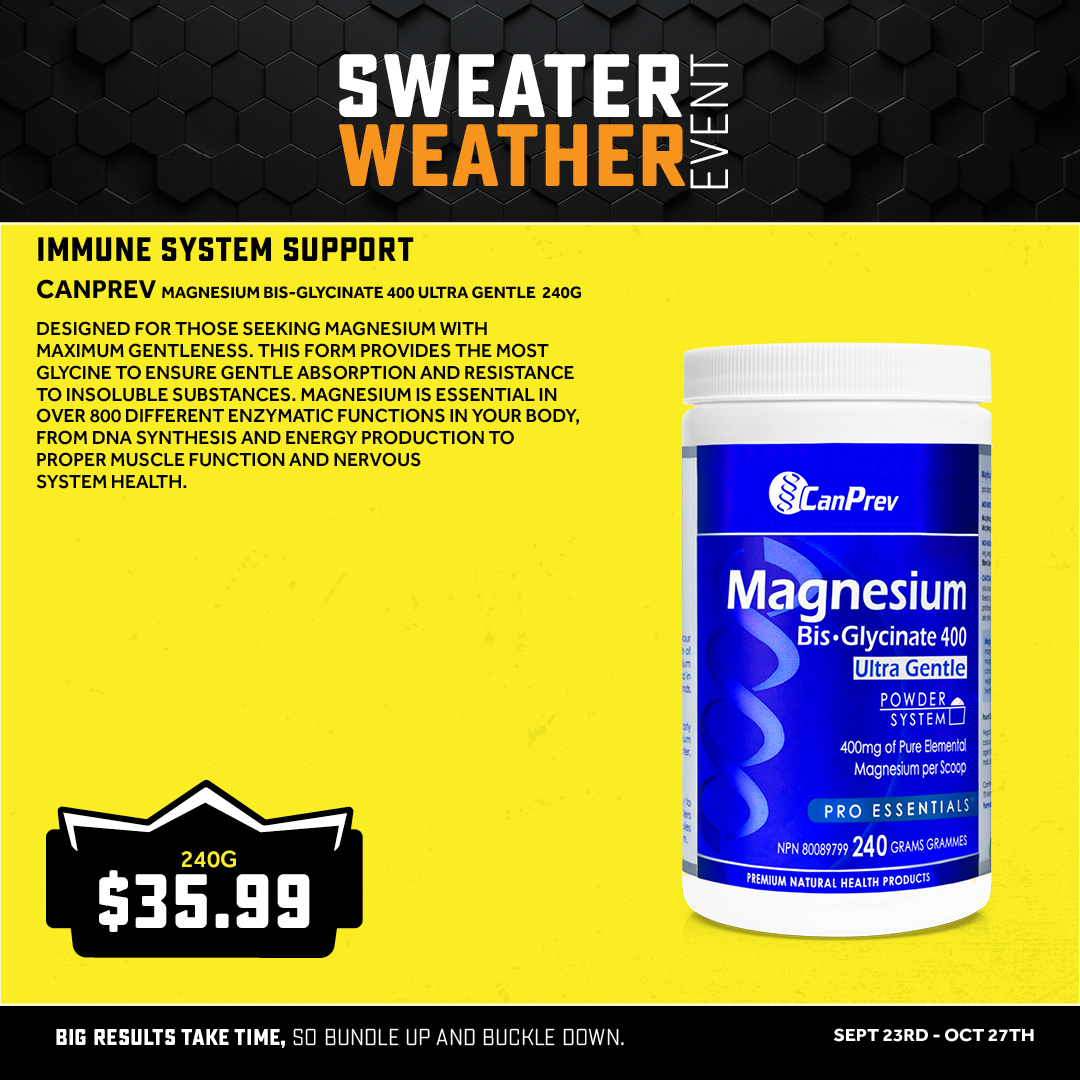 SWEATER
WEATHER
EVENT
IMMUNE SYSTEM SUPPORT
CANPREV MAGNESIUM BIS-GLYCINATE 400 ULTRA GENTLE 240G
DESIGNED FOR THOSE SEEKING MAGNESIUM WITH
MAXIMUM GENTLENESS. THIS FORM PROVIDES THE MOST
GLYCINE TO ENSURE GENTLE ABSORPTION AND RESISTANCE
TO INSOLUBLE SUBSTANCES. MAGNESIUM IS ESSENTIAL IN
OVER 800 DIFFERENT ENZYMATIC FUNCTIONS IN YOUR BODY,
FROM DNA SYNTHESIS AND ENERGY PRODUCTION TO
PROPER MUSCLE FUNCTION AND NERVOUS
SYSTEM HEALTH.
CanPrev
Magnesium
Bis•Glycinate 400
Ultra Gentle
POWDER
SYSTEM
400mg of Pure Elemental
Magnesium per Scoop
PRO ESSENTIALS
NPN 80089799 240 GRAMS GRAMMES
PREMIUM NATURAL HEALTH PRODUCTS
240G
$35.99
BIG RESULTS TAKE TIME, SO BUNDLE UP AND BUCKLE DOWN.
SEPT 23RD - OCT 27TH